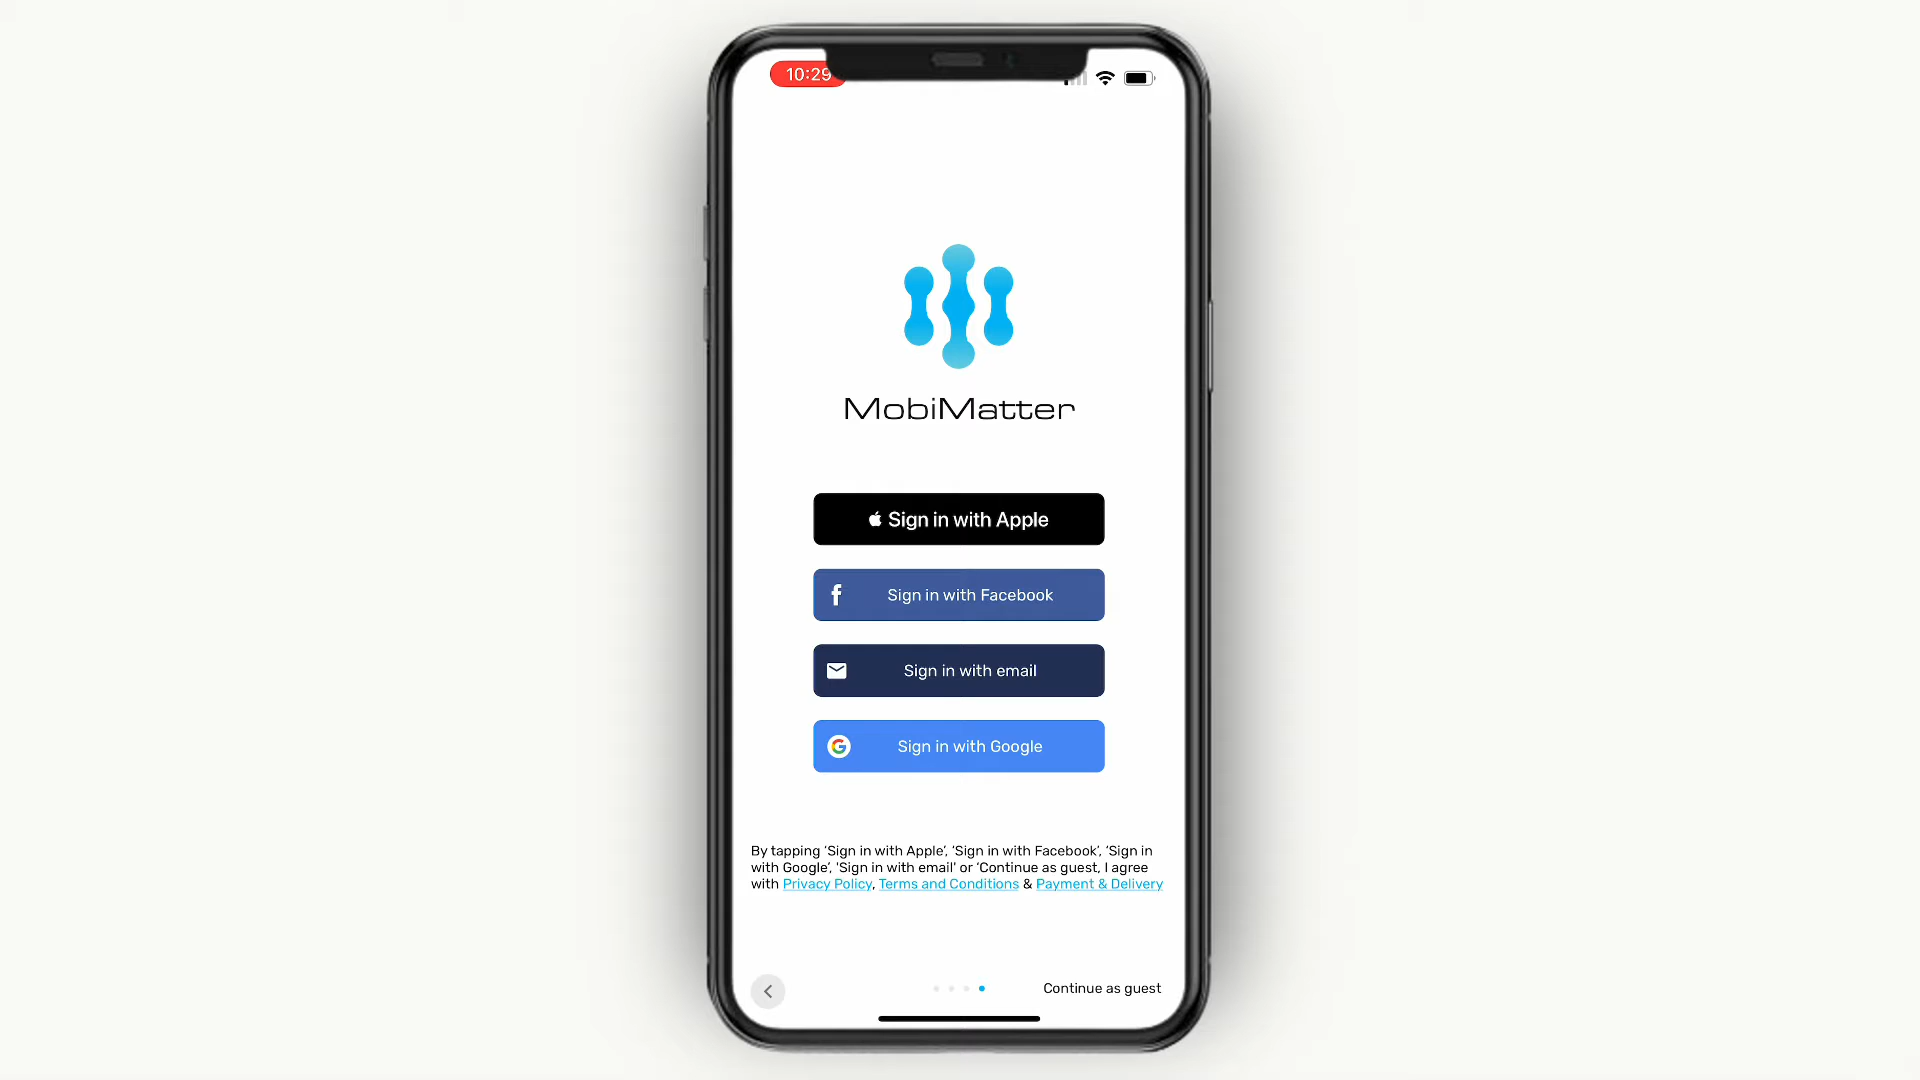 10:29
MobiMatter
Sign in with Apple
Sign in with Facebook
Sign in with email
Sign in with Google
By tapping ‘Sign in with Apple’, ‘Sign in with Facebook’, ‘Sign in
with Google’, 'Sign in with email' or ‘Continue as guest, I agree
with Privacy Policy, Terms and Conditions & Payment & Delivery
Continue as guest